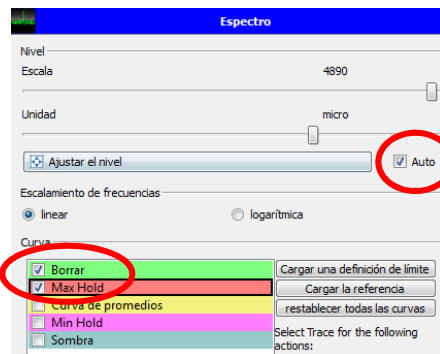 Espectro
Nivel
Escala 4890
Unidad micro
Ajustar el nivel Auto
Escalamiento de frecuencias
linear logarítmica
Curva
Borrar Cargar una definición de límite
Max Hold Cargar la referencia
Curva de promedios restablecer todas las curvas
Min Hold Select Trace for the following
Sombra actions: